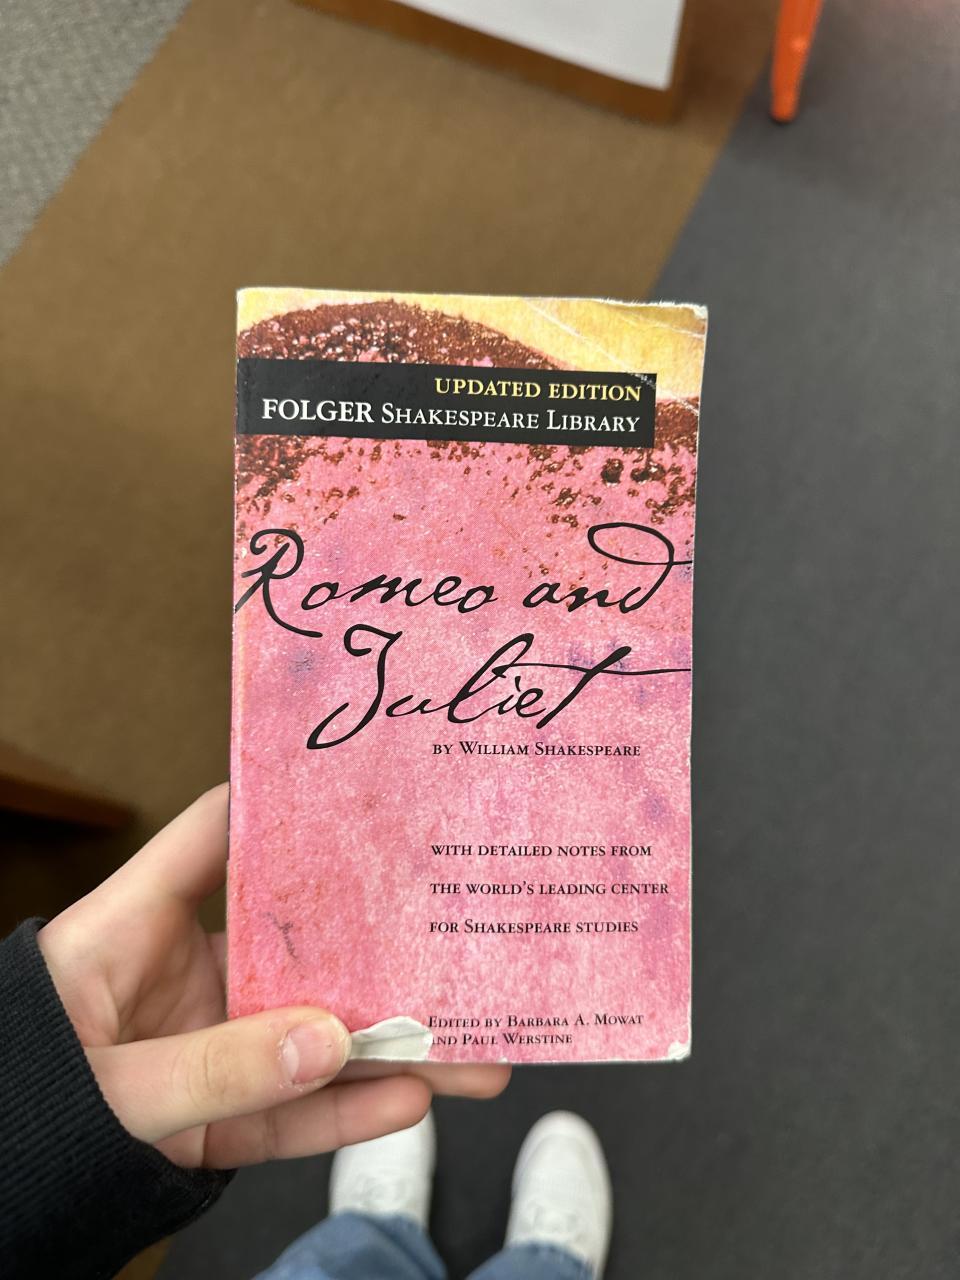 UPDATED EDITION
FOLGER SHAKESPEARE LIBRARY
Romeo and
Juliet
BY WILLIAM SHAKESPEARE
WITH DETAILED NOTES FROM
THE WORLD'S LEADING CENTER
FOR SHAKESPEARE STUDIES
EDITED BY BARBARA A. MOWAT
AND PAUL WERSTINE